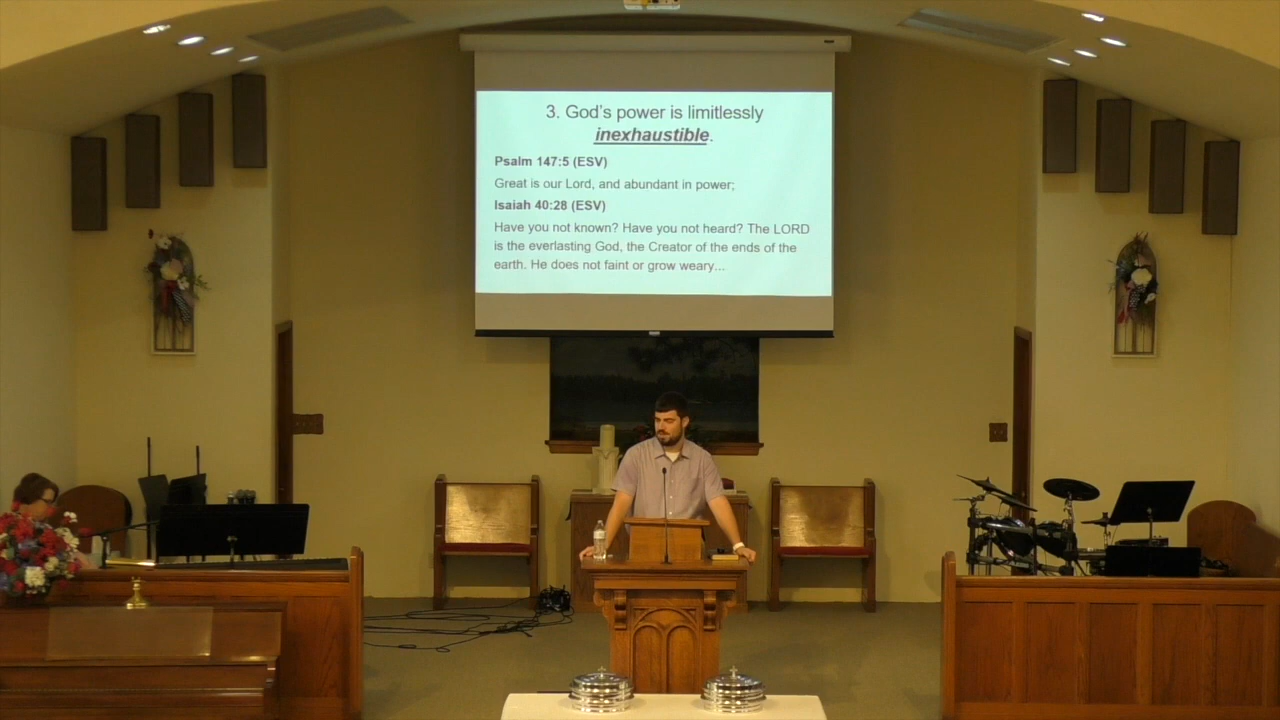 3. God's power is limitlessly
inexhaustible.
Psalm 147:5 (ESV)
Great is our Lord, and abundant in power;
Isaiah 40:28 (ESV)
Have you not known? Have you not heard? The LORD
is the everlasting God, the Creator of the ends of the
earth. He does not faint or grow weary...